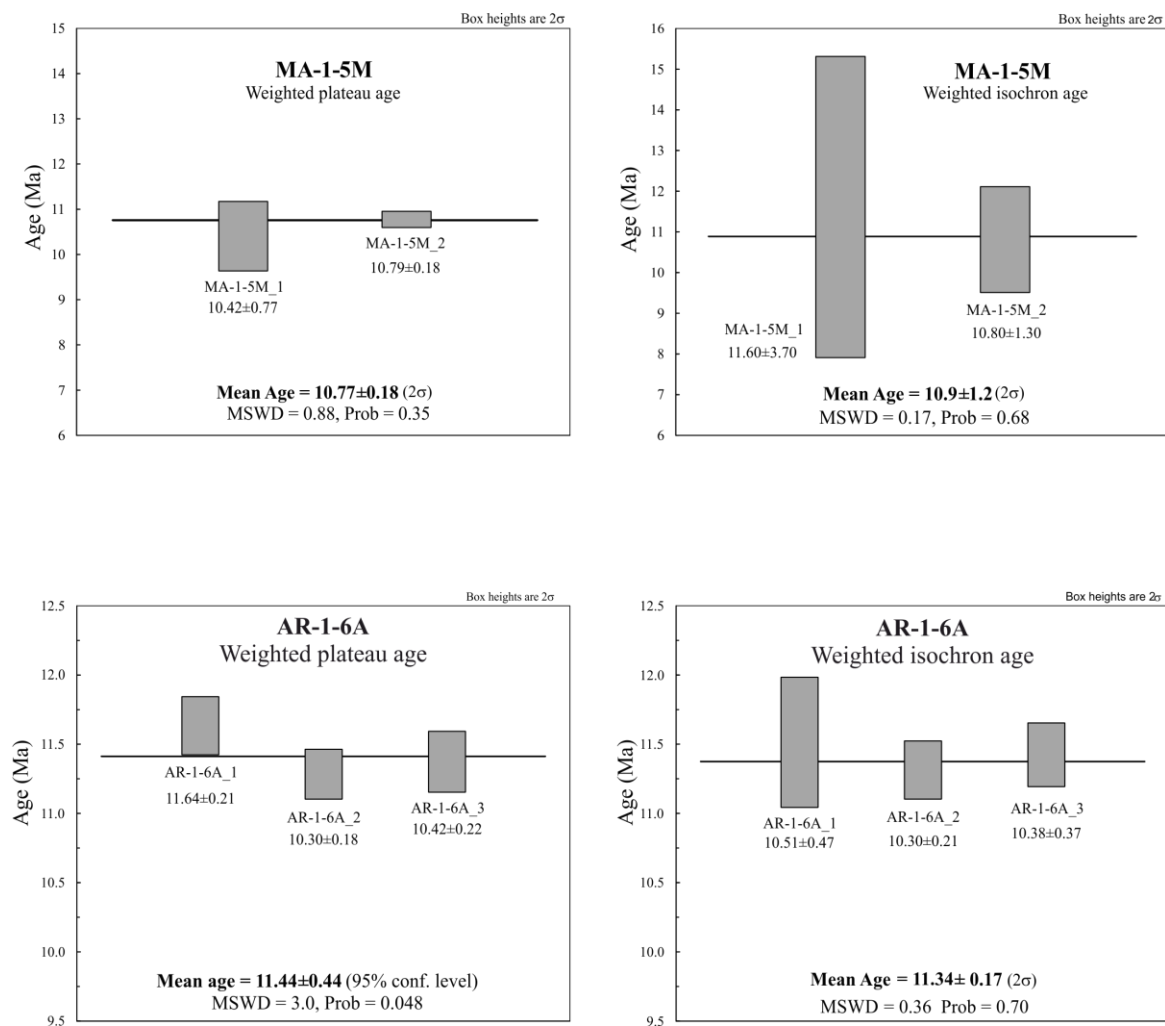 Box heights are 2σ
MA-1-5M
Weighted plateau age
15
14
13
12
11
10
9
8
7
6
Age (Ma)
MA-1-5M_1
10.42±0.77
MA-1-5M_2
10.79±0.18
Mean Age = 10.77±0.18 (2σ)
MSWD = 0.88, Prob = 0.35
Box heights are 2σ
MA-1-5M
Weighted isochron age
16
15
14
13
12
11
10
9
8
7
6
Age (Ma)
MA-1-5M_1
11.60±3.70
MA-1-5M_2
10.80±1.30
Mean Age = 10.9±1.2 (2σ)
MSWD = 0.17, Prob = 0.68
Box heights are 2σ
AR-1-6A
Weighted plateau age
12.5
12.0
11.5
11.0
10.5
10.0
9.5
Age (Ma)
AR-1-6A_1
11.64±0.21
AR-1-6A_2
10.30±0.18
AR-1-6A_3
10.42±0.22
Mean age = 11.44±0.44 (95% conf. level)
MSWD = 3.0, Prob = 0.048
Box heights are 2σ
AR-1-6A
Weighted isochron age
12.5
12.0
11.5
11.0
10.5
10.0
9.5
Age (Ma)
AR-1-6A_1
10.51±0.47
AR-1-6A_2
10.30±0.21
AR-1-6A_3
10.38±0.37
Mean Age = 11.34± 0.17 (2σ)
MSWD = 0.36 Prob = 0.70